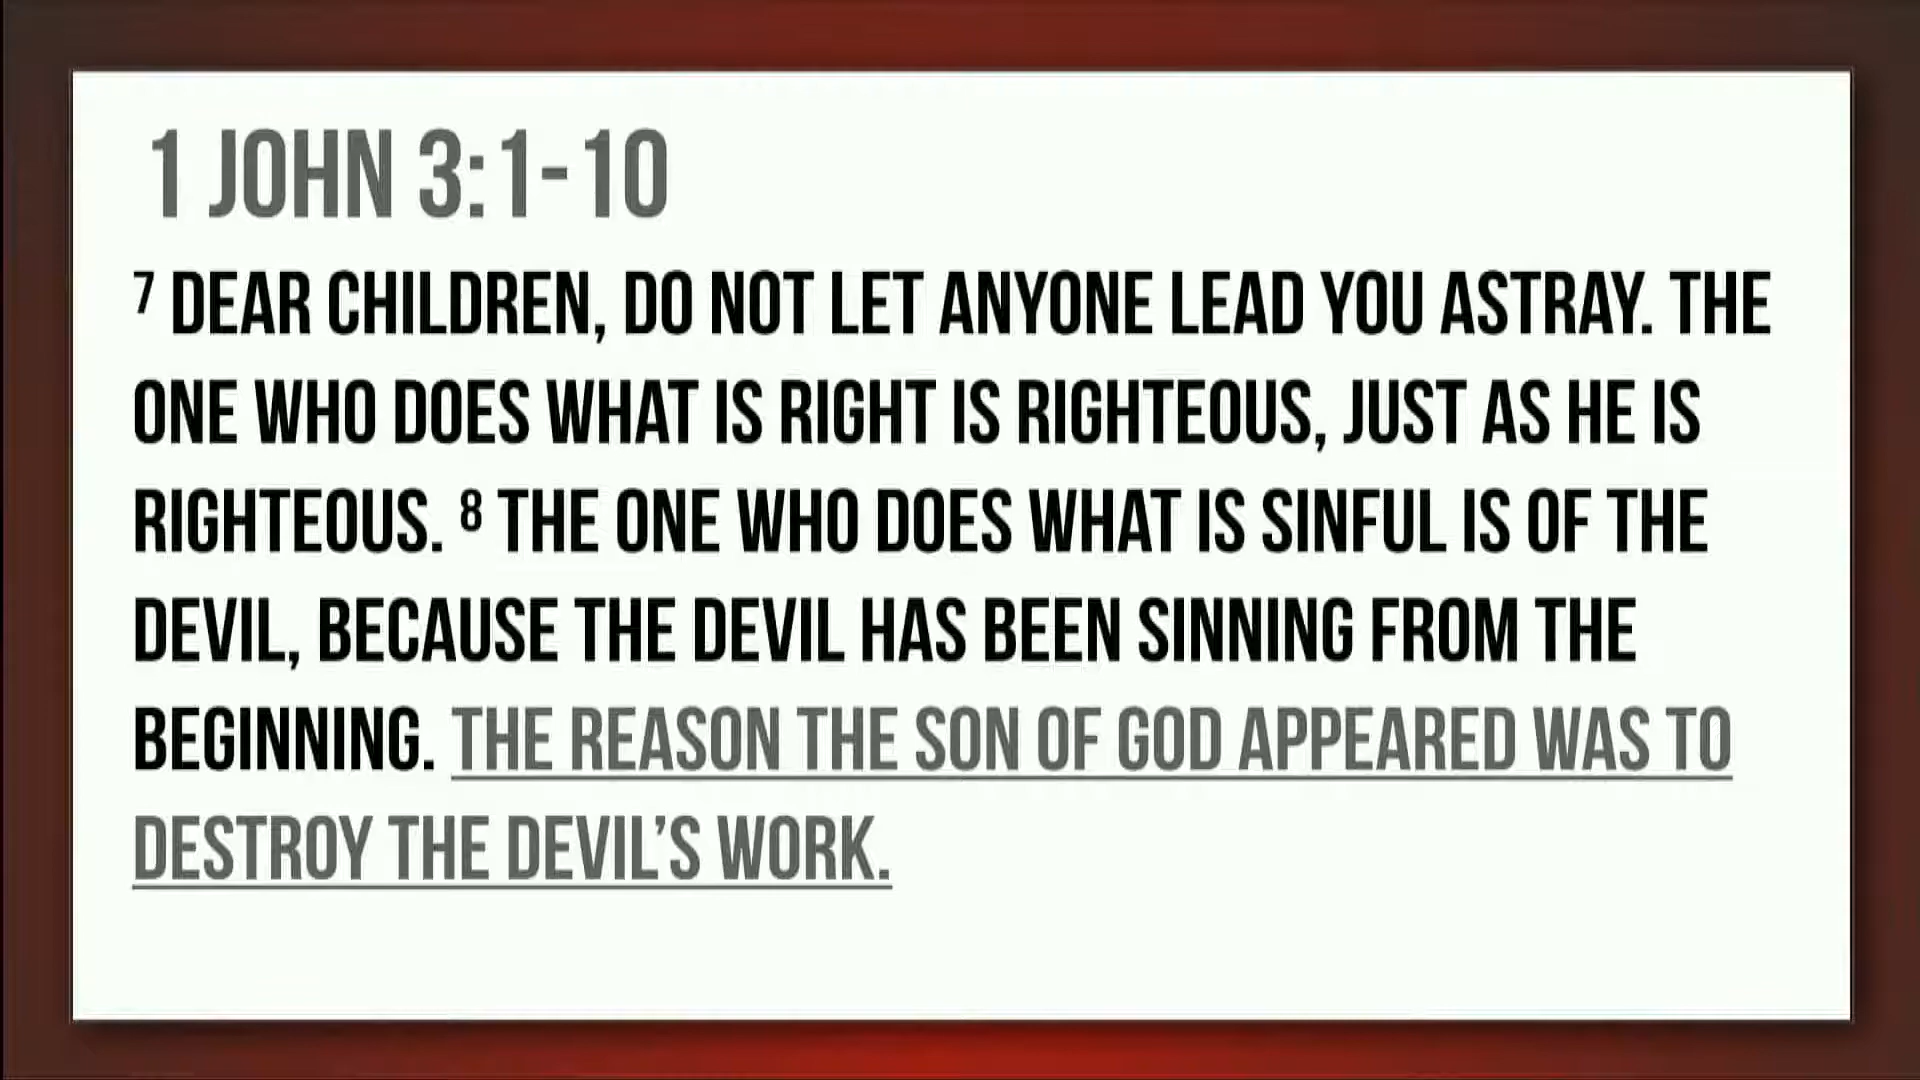 1 JOHN 3:1-10
⁷ DEAR CHILDREN, DO NOT LET ANYONE LEAD YOU ASTRAY. THE
ONE WHO DOES WHAT IS RIGHT IS RIGHTEOUS, JUST AS HE IS
RIGHTEOUS. ⁸ THE ONE WHO DOES WHAT IS SINFUL IS OF THE
DEVIL, BECAUSE THE DEVIL HAS BEEN SINNING FROM THE
BEGINNING. THE REASON THE SON OF GOD APPEARED WAS TO
DESTROY THE DEVIL’S WORK.